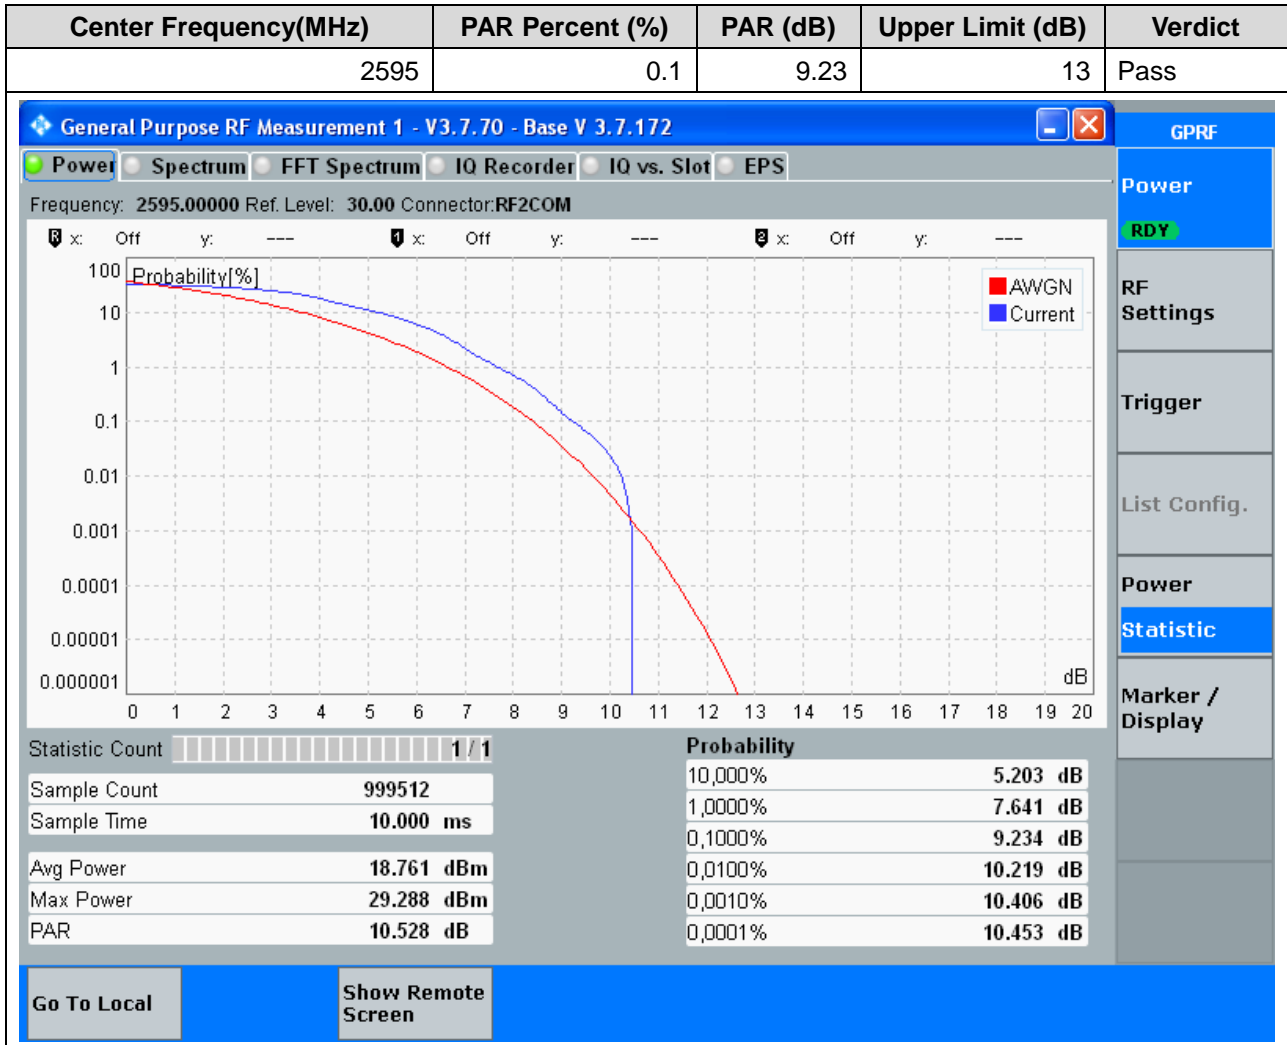 Center Frequency(MHz) PAR Percent (%) PAR (dB) Upper Limit (dB) Verdict
2595 0.1 9.23 13 Pass
General Purpose RF Measurement 1 - V3.7.70 - Base V 3.7.172
GPRF
Power Spectrum FFT Spectrum IQ Recorder IQ vs. Slot EPS
Power
RDY
Frequency: 2595.00000 Ref. Level: 30.00 Connector:RF2COM
R x: Off y: --- 1 x: Off y: --- 2 x: Off y: ---
Probability[%]
AWGN
Current
100
10
1
0.1
0.01
0.001
0.0001
0.00001
0.000001
dB
0 1 2 3 4 5 6 7 8 9 10 11 12 13 14 15 16 17 18 19 20
RF
Settings
Trigger
List Config.
Power
Statistic
Marker /
Display
Statistic Count 1 / 1
Sample Count 999512
Sample Time 10.000 ms
Avg Power 18.761 dBm
Max Power 29.288 dBm
PAR 10.528 dB
Probability
10,000% 5.203 dB
1,0000% 7.641 dB
0,1000% 9.234 dB
0,0100% 10.219 dB
0,0010% 10.406 dB
0,0001% 10.453 dB
Go To Local
Show Remote
Screen